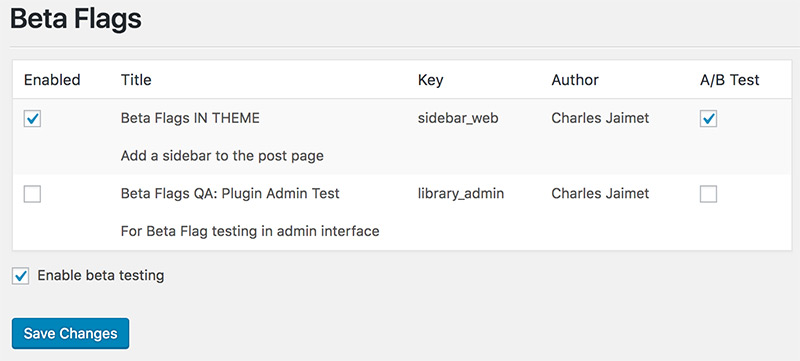 Beta Flags
Enabled Title Key Author A/B Test
Beta Flags IN THEME sidebar_web Charles Jaimet
Add a sidebar to the post page
Beta Flags QA: Plugin Admin Test library_admin Charles Jaimet
For Beta Flag testing in admin interface
Enable beta testing
Save Changes